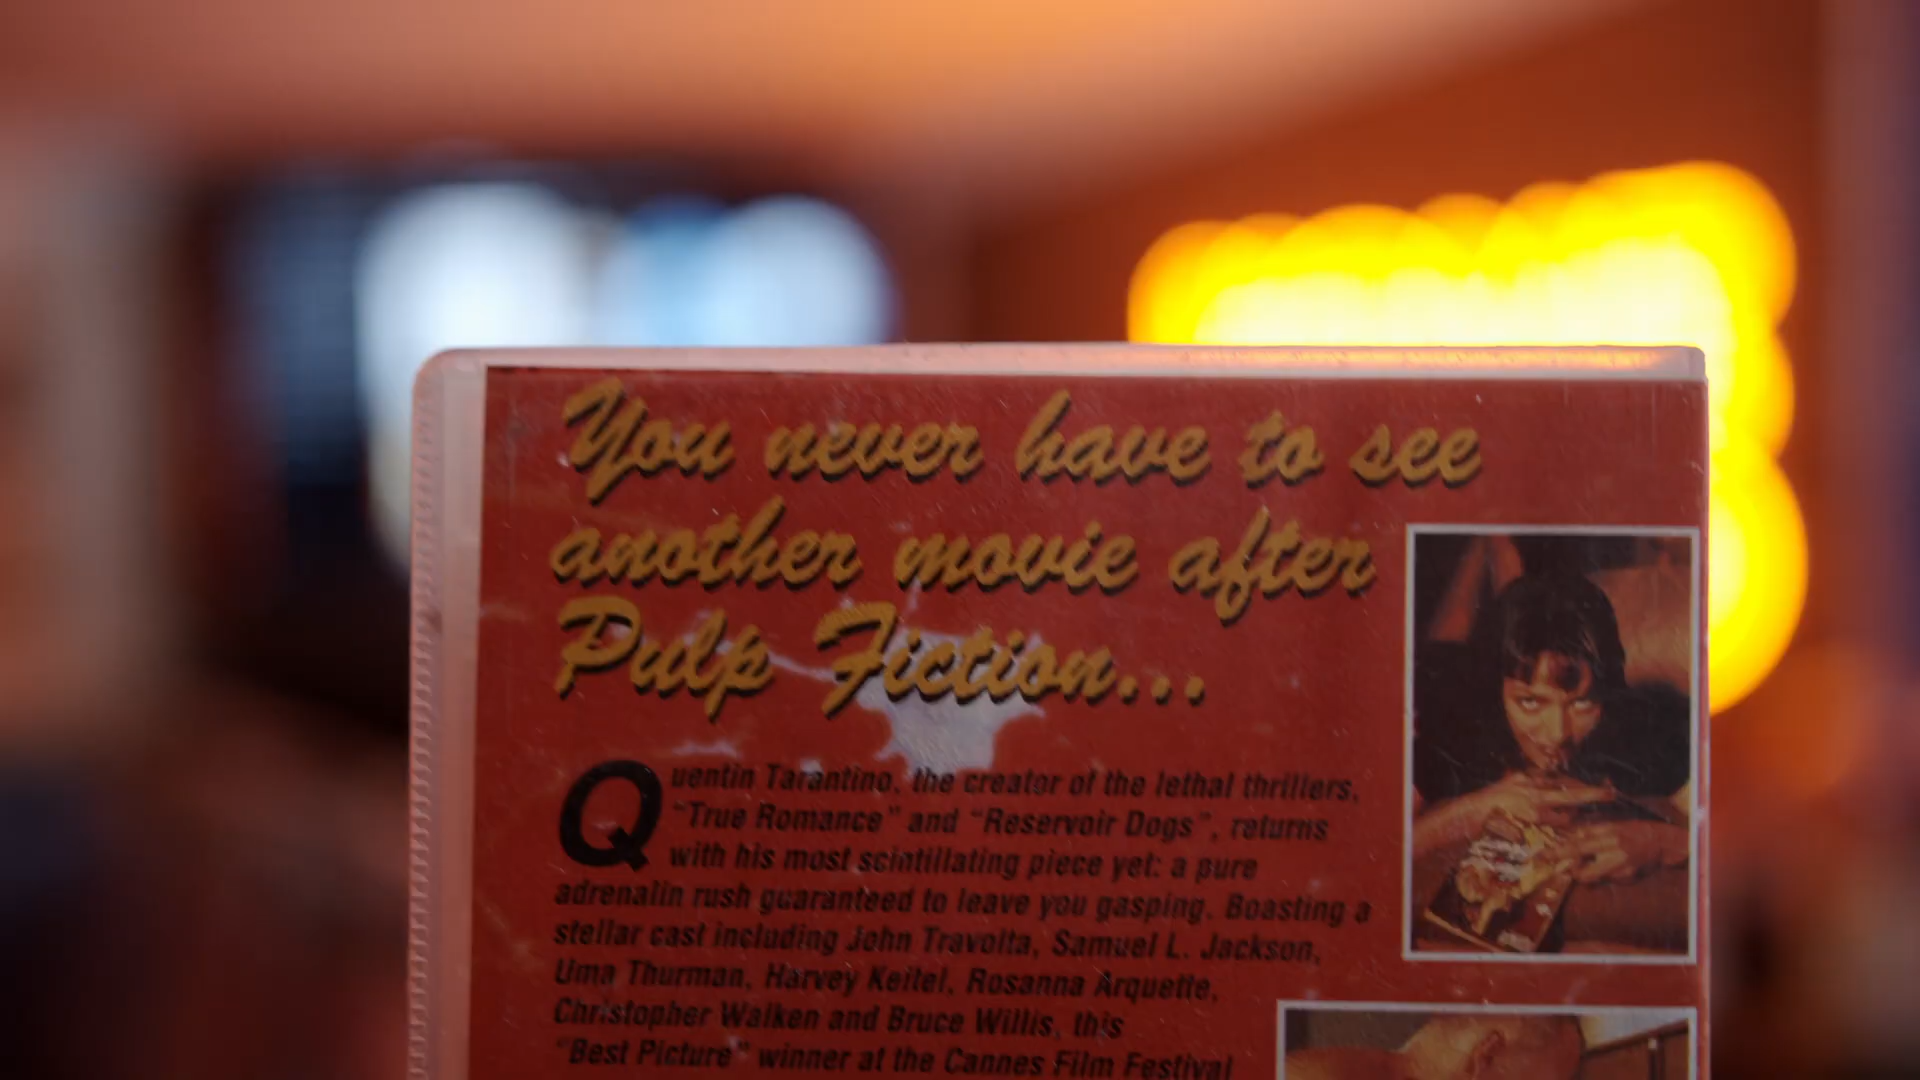 You never have to see
another movie after
Pulp Fiction...
Quentin Tarantino, the creator of the lethal thrillers,
"True Romance" and "Reservoir Dogs", returns
with his most scintillating piece yet: a pure
adrenalin rush guaranteed to leave you gasping. Boasting a
stellar cast including John Travolta, Samuel L. Jackson,
Uma Thurman, Harvey Keitel, Rosanna Arquette,
Christopher Walken and Bruce Willis, this
"Best Picture" winner at the Cannes Film Festival